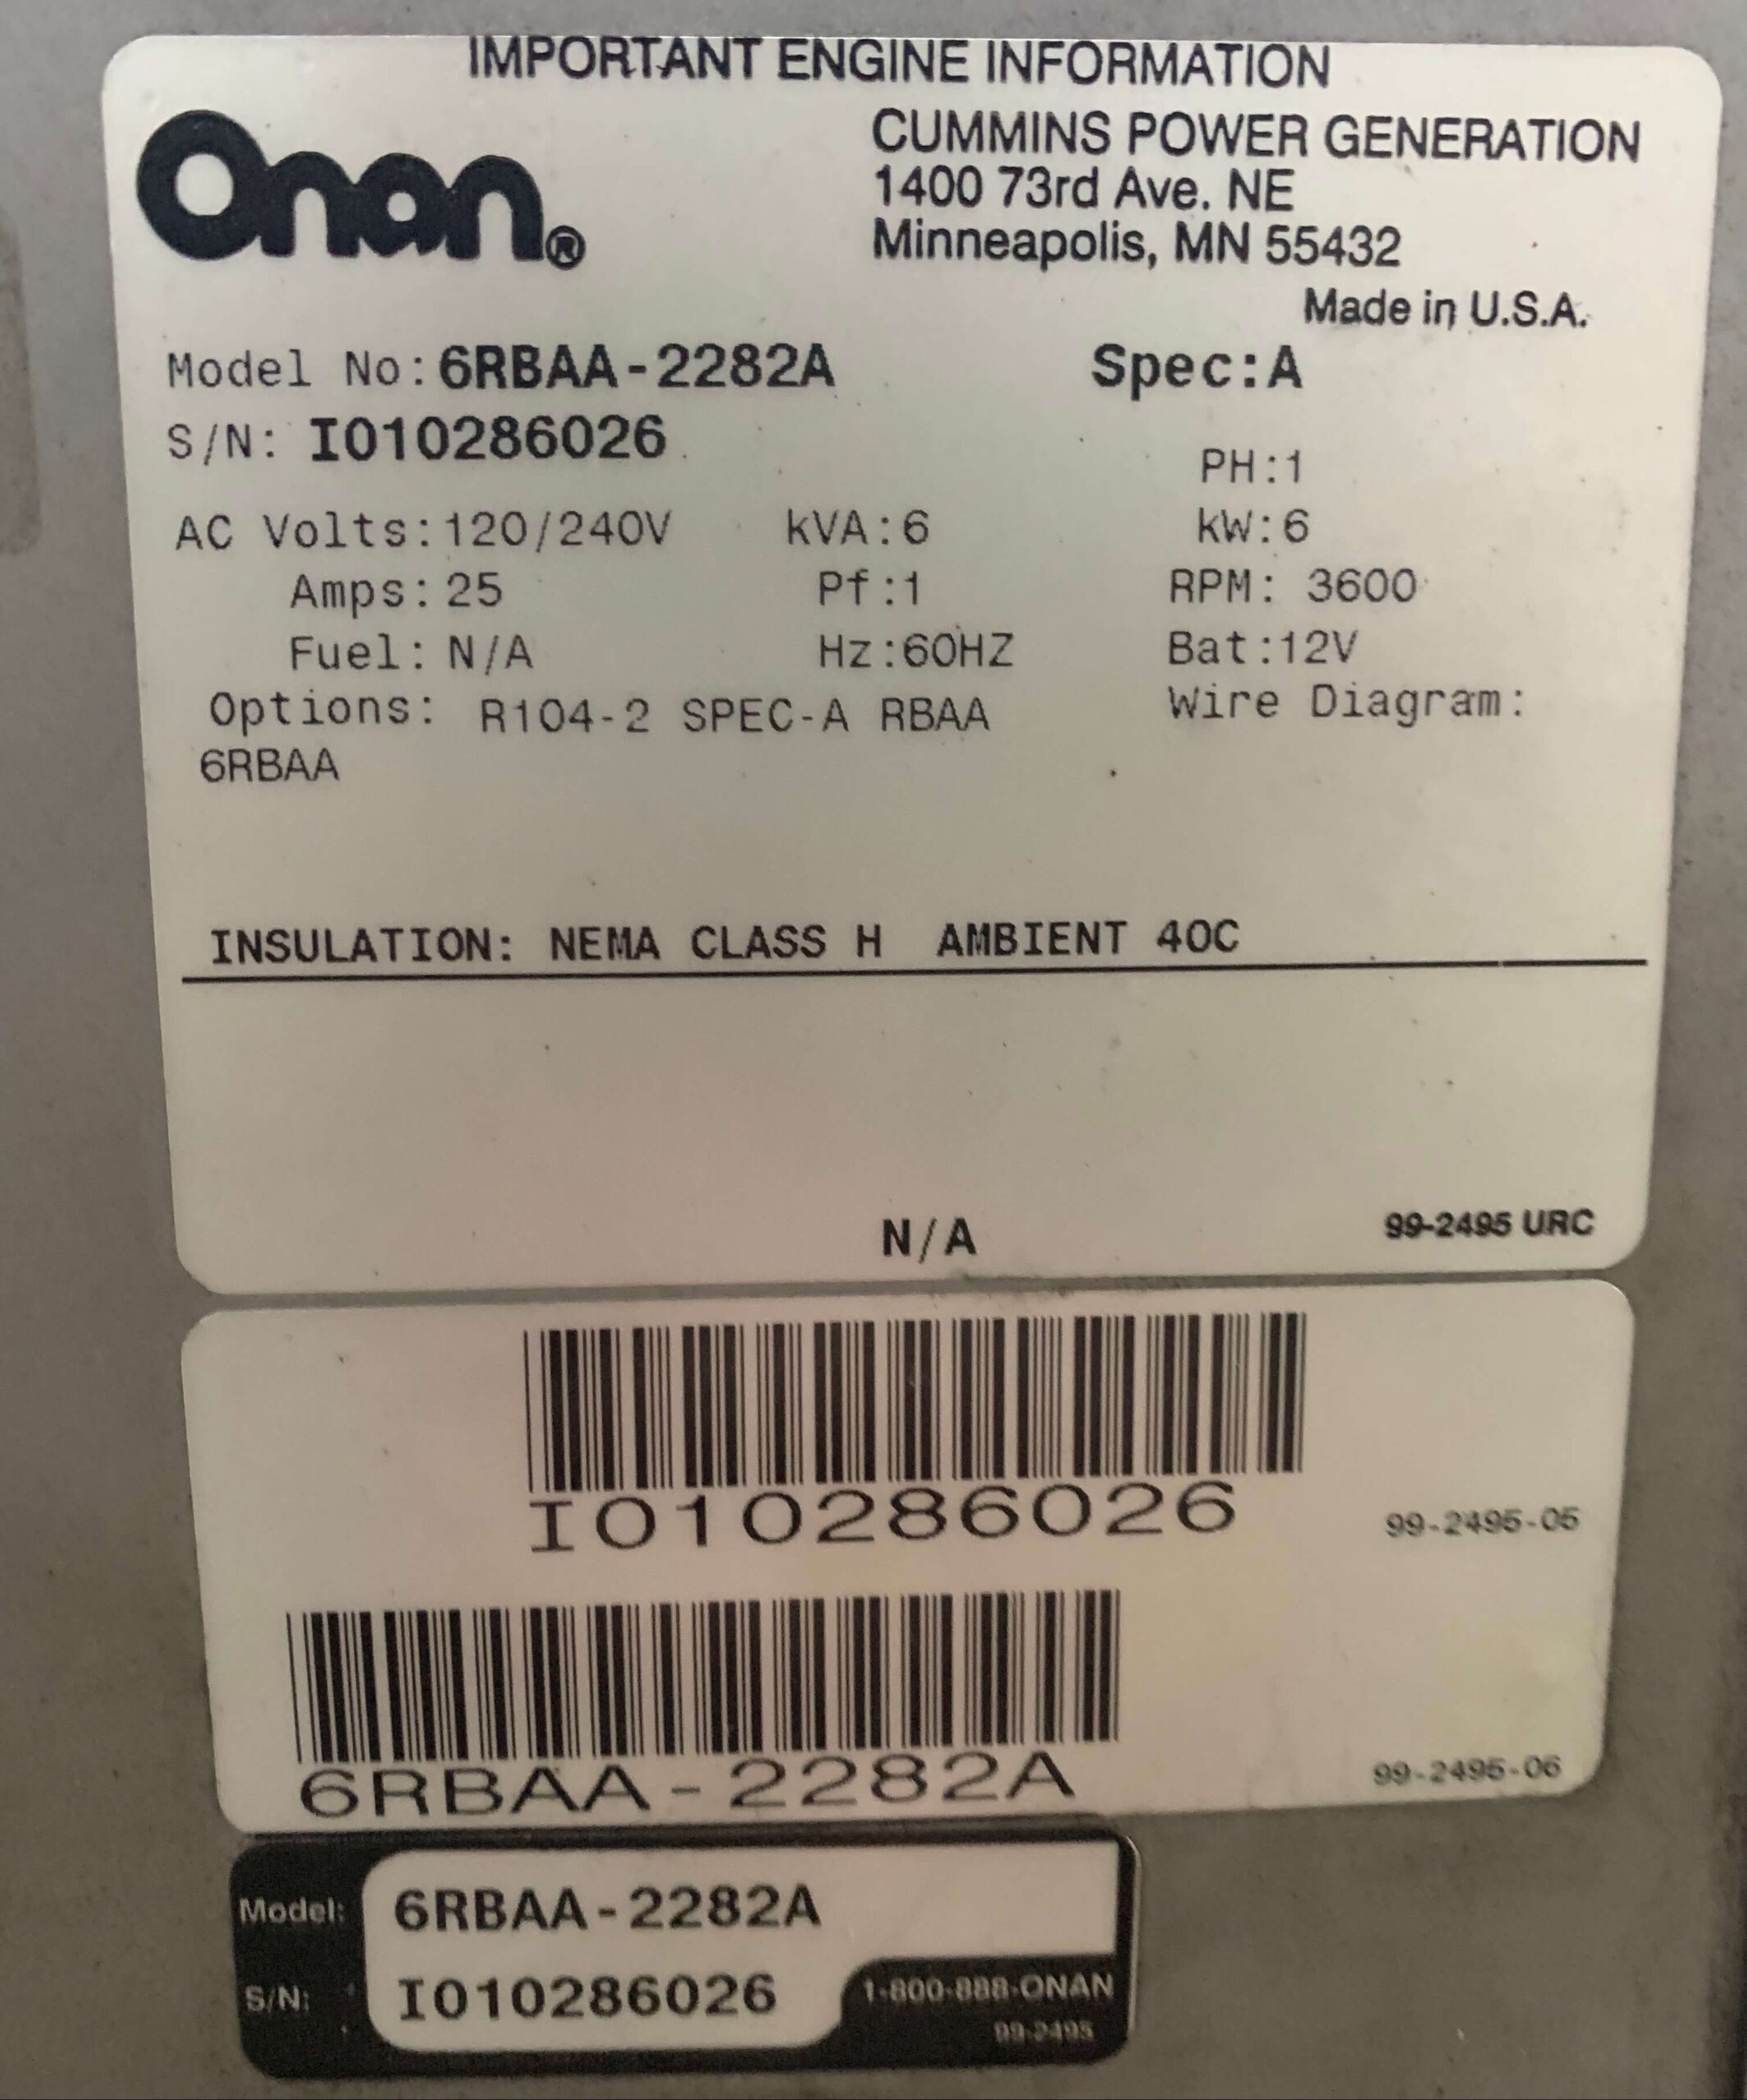 IMPORTANT ENGINE INFORMATION
Onan®
CUMMINS POWER GENERATION
1400 73rd Ave. NE
Minneapolis, MN 55432
Made in U.S.A.
Model No: 6RBAA-2282A Spec:A
S/N: I010286026
PH:1
AC Volts:120/240V kVA:6 kW:6
Amps:25 Pf:1 RPM: 3600
Fuel: N/A Hz:60HZ Bat:12V
Options: R104-2 SPEC-A RBAA Wire Diagram:
6RBAA
INSULATION: NEMA CLASS H AMBIENT 40C
N/A 99-2495 URC
I010286026 99-2495-05
6RBAA-2282A 99-2495-06
Model: 6RBAA-2282A
S/N: I010286026 1-800-888-ONAN
99-2495